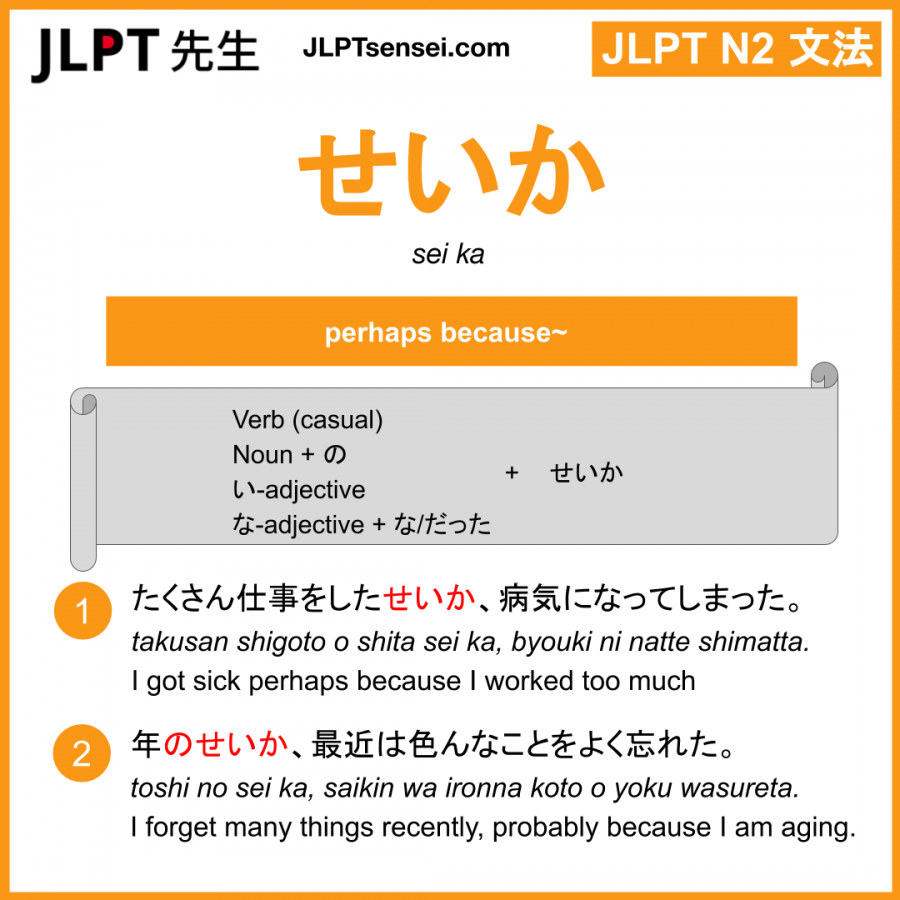 JLPT 先生
JLPTsensei.com
JLPT N2 文法
せいか
sei ka
perhaps because~
Verb (casual)
Noun + の
い-adjective
な-adjective + な/だった
+ せいか
1
たくさん仕事をしたせいか、病気になってしまった。
takusan shigoto o shita sei ka, byouki ni natte shimatta.
I got sick perhaps because I worked too much
2
年のせいか、最近は色んなことをよく忘れた。
toshi no sei ka, saikin wa ironna koto o yoku wasureta.
I forget many things recently, probably because I am aging.